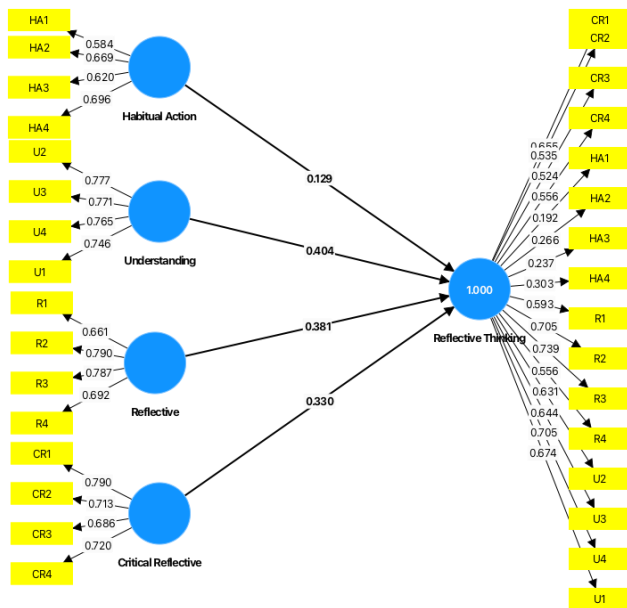 HA1
HA2
HA3
HA4
0.584
0.669
0.620
0.696
Habitual Action
U2
U3
U4
U1
0.777
0.771
0.765
0.746
Understanding
R1
R2
R3
R4
0.661
0.790
0.787
0.692
Reflective
CR1
CR2
CR3
CR4
0.790
0.713
0.686
0.720
Critical Reflective
0.129
0.404
0.381
0.330
1.000
Reflective Thinking
0.655
0.535
0.524
0.556
0.192
0.266
0.237
0.303
0.593
0.705
0.739
0.556
0.631
0.644
0.705
0.674
CR1
CR2
CR3
CR4
HA1
HA2
HA3
HA4
R1
R2
R3
R4
U2
U3
U4
U1